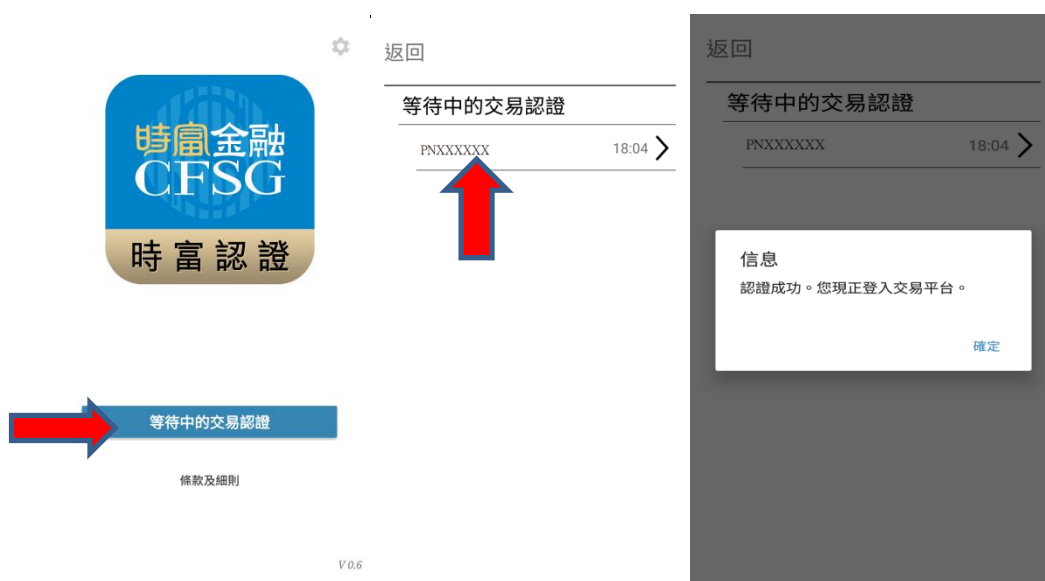 時富金融
CFSG
時富認證
等待中的交易認證
條款及細則
V 0.6
返回
等待中的交易認證
PNXXXXXX
18:04
返回
等待中的交易認證
PNXXXXXX
18:04
信息
認證成功。您現正登入交易平台。
確定